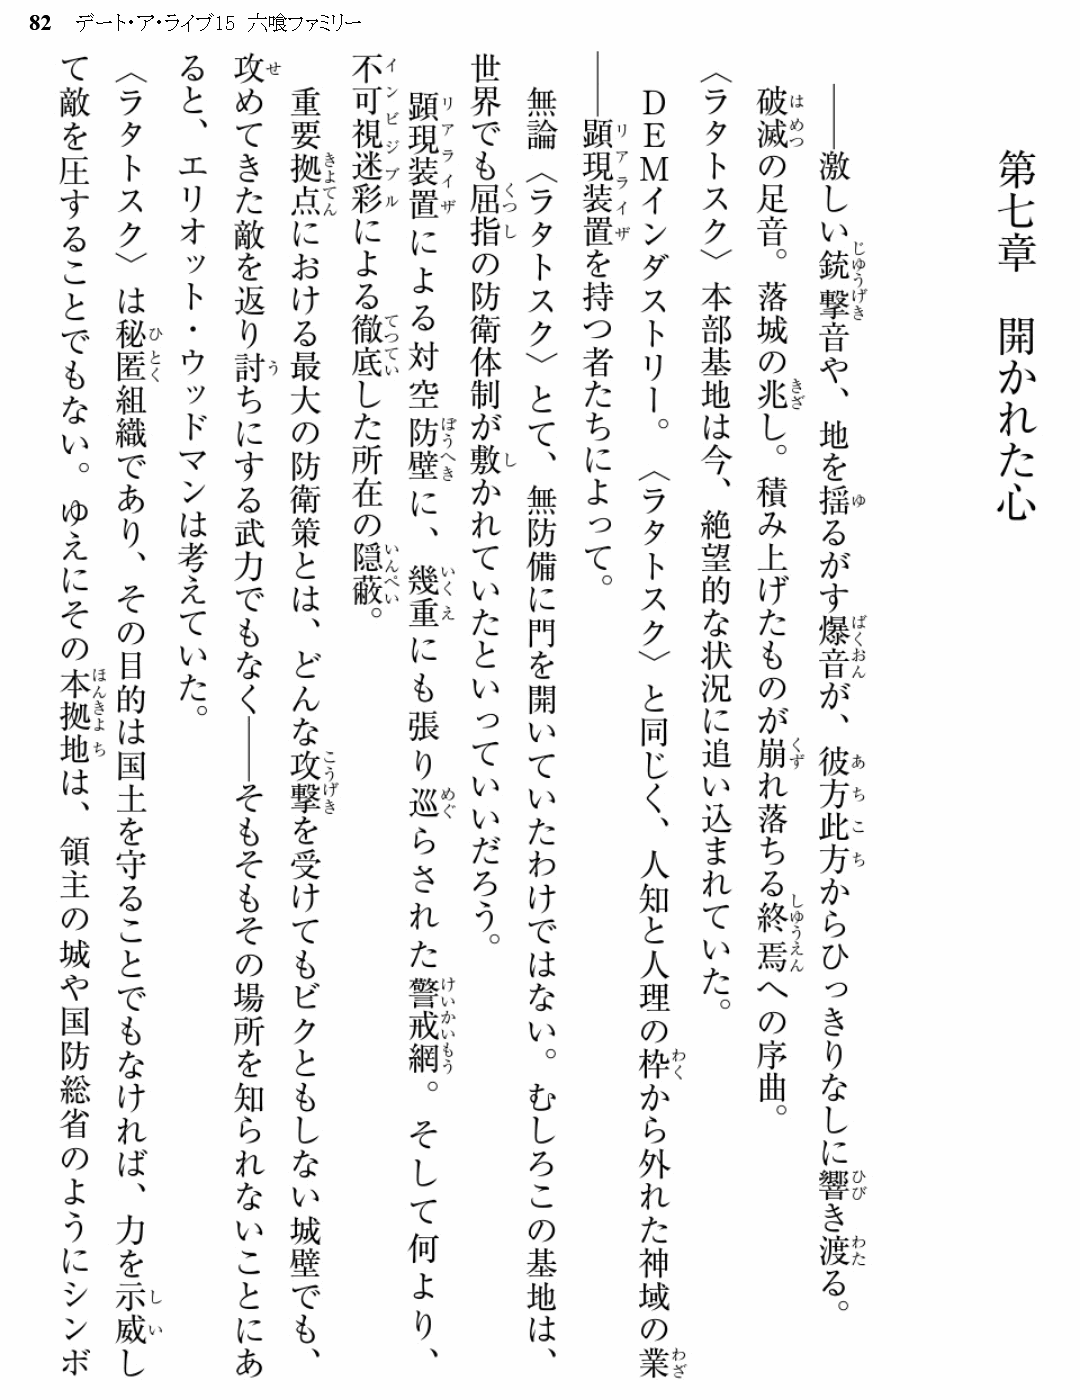 82 デート・ア・ライブ15 六喰ファミリー
第七章 開かれた心
――激しい銃撃音や、地を揺るがす爆音が、彼方此方からひっきりなしに響き渡る。
破滅の足音。落城の兆し。積み上げたものが崩れ落ちる終焉への序曲。
〈ラタトスク〉本部基地は今、絶望的な状況に追い込まれていた。
DEMインダストリー。〈ラタトスク〉と同じく、人知と人理の枠から外れた神域の業
――顕現装置を持つ者たちによって。
無論〈ラタトスク〉とて、無防備に門を開いていたわけではない。むしろこの基地は、
世界でも屈指の防衛体制が敷かれていたといっていいだろう。
顕現装置による対空防壁に、幾重にも張り巡らされた警戒網。そして何より、
不可視迷彩による徹底した所在の隠蔽。
重要拠点における最大の防衛策とは、どんな攻撃を受けてもビクともしない城壁でも、
攻めてきた敵を返り討ちにする武力でもなく――そもそもその場所を知られないことにあ
ると、エリオット・ウッドマンは考えていた。
〈ラタトスク〉は秘匿組織であり、その目的は国土を守ることでもなければ、力を示威し
て敵を圧することでもない。ゆえにその本拠地は、領主の城や国防総省のようにシンボ